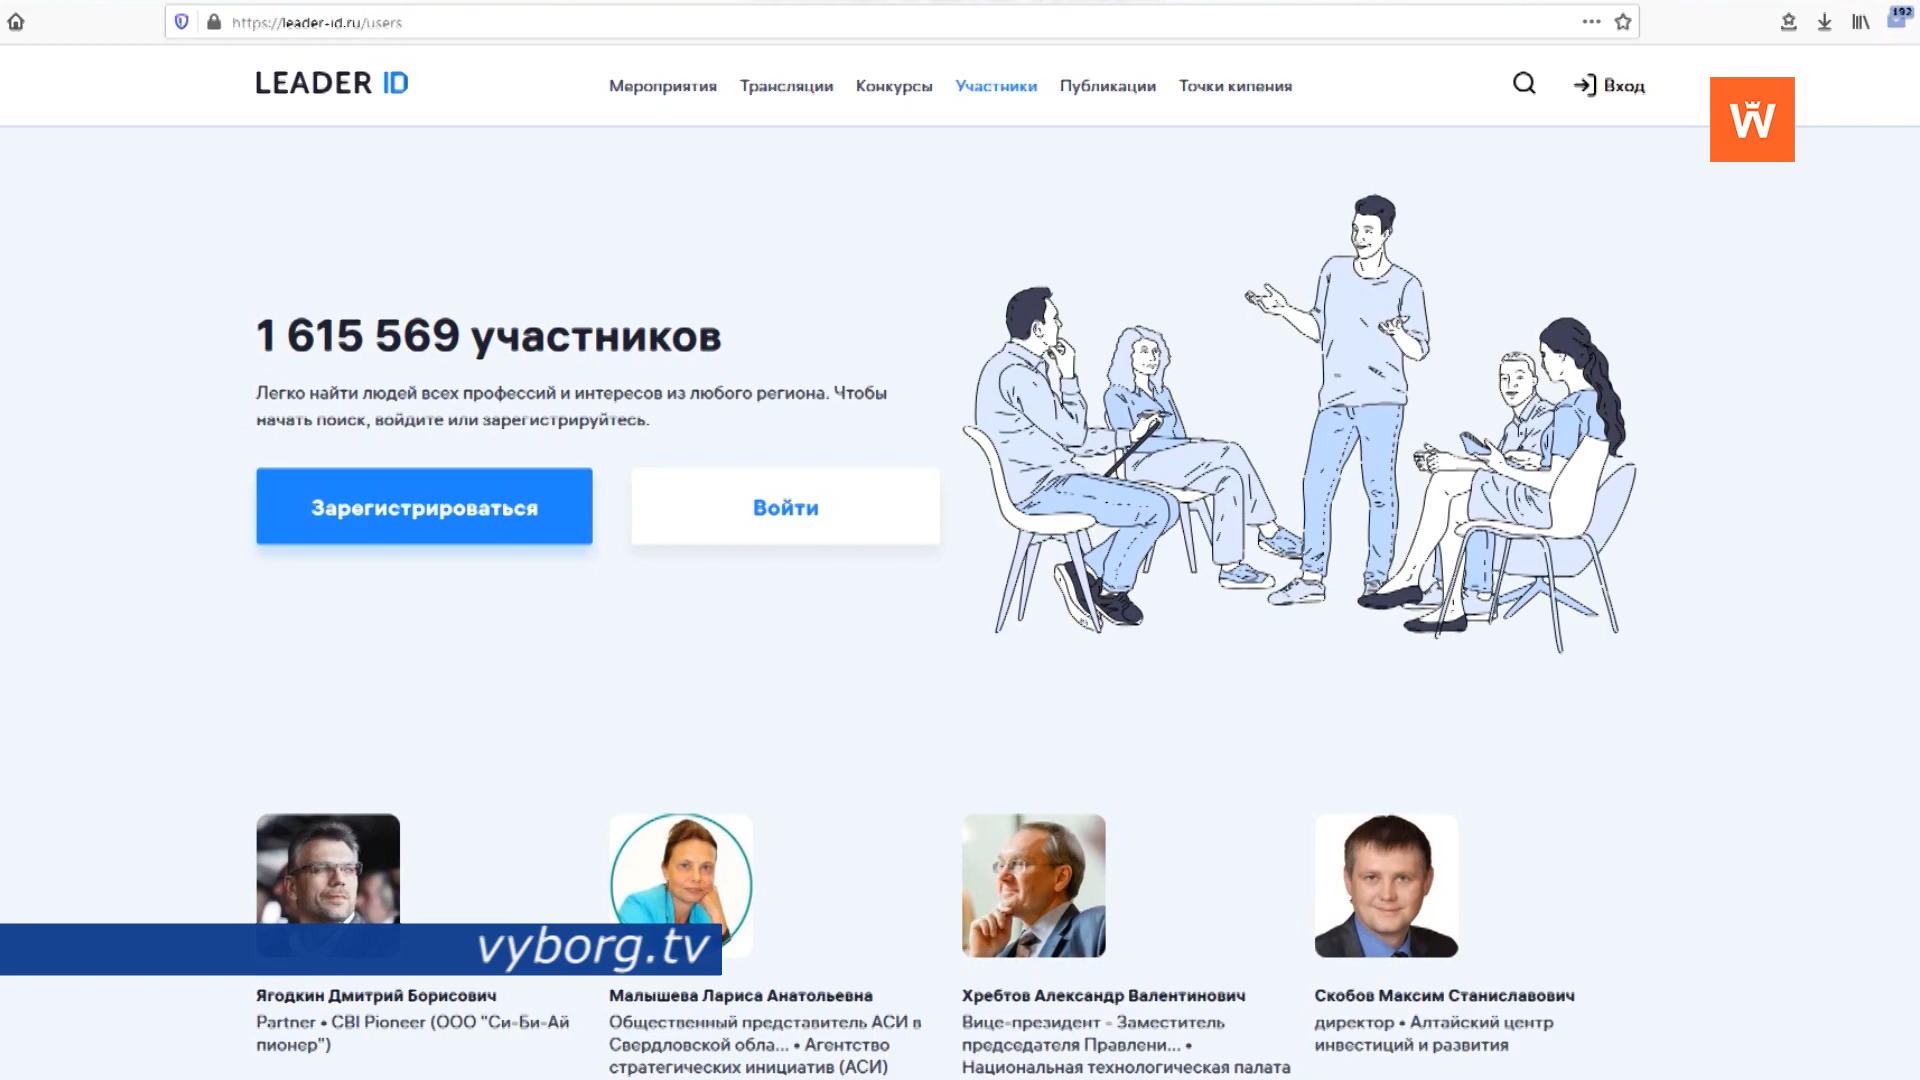 192
https://leader-id.ru/users
LEADER ID
Мероприятия
Трансляции
Конкурсы
Участники
Публикации
Точки кипения
Вход
W
1 615 569 участников
Легко найти людей всех профессий и интересов из любого региона. Чтобы
начать поиск, войдите или зарегистрируйтесь.
Зарегистрироваться
Войти
vyborg.tv
Ягодкин Дмитрий Борисович
Partner • CBI Pioneer (ООО "Си-Би-Ай
пионер")
Малышева Лариса Анатольевна
Общественный представитель АСИ в
Свердловской обла... • Агентство
стратегических инициатив (АСИ)
Хребтов Александр Валентинович
Вице-президент - Заместитель
председателя Правлени... •
Национальная технологическая палата
Скобов Максим Станиславович
директор • Алтайский центр
инвестиций и развития